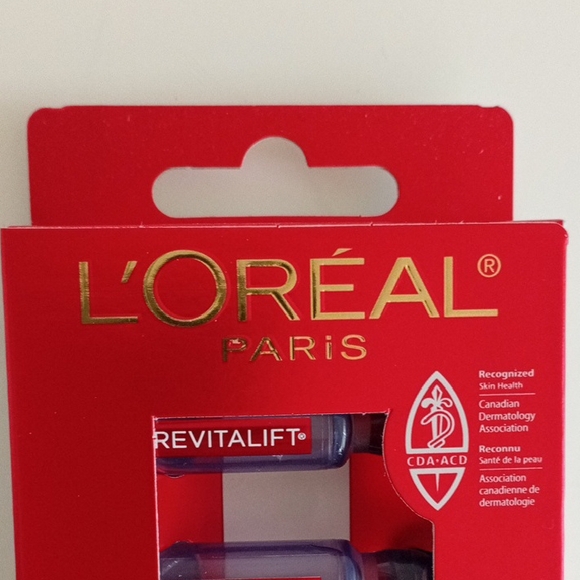 L'ORÉAL®
PARiS
Recognized
Skin Health
Canadian
Dermatology
Association
Reconnu
Santé de la peau
Association
canadienne de
dermatologie
CDA·ACD
REVITALIFT®